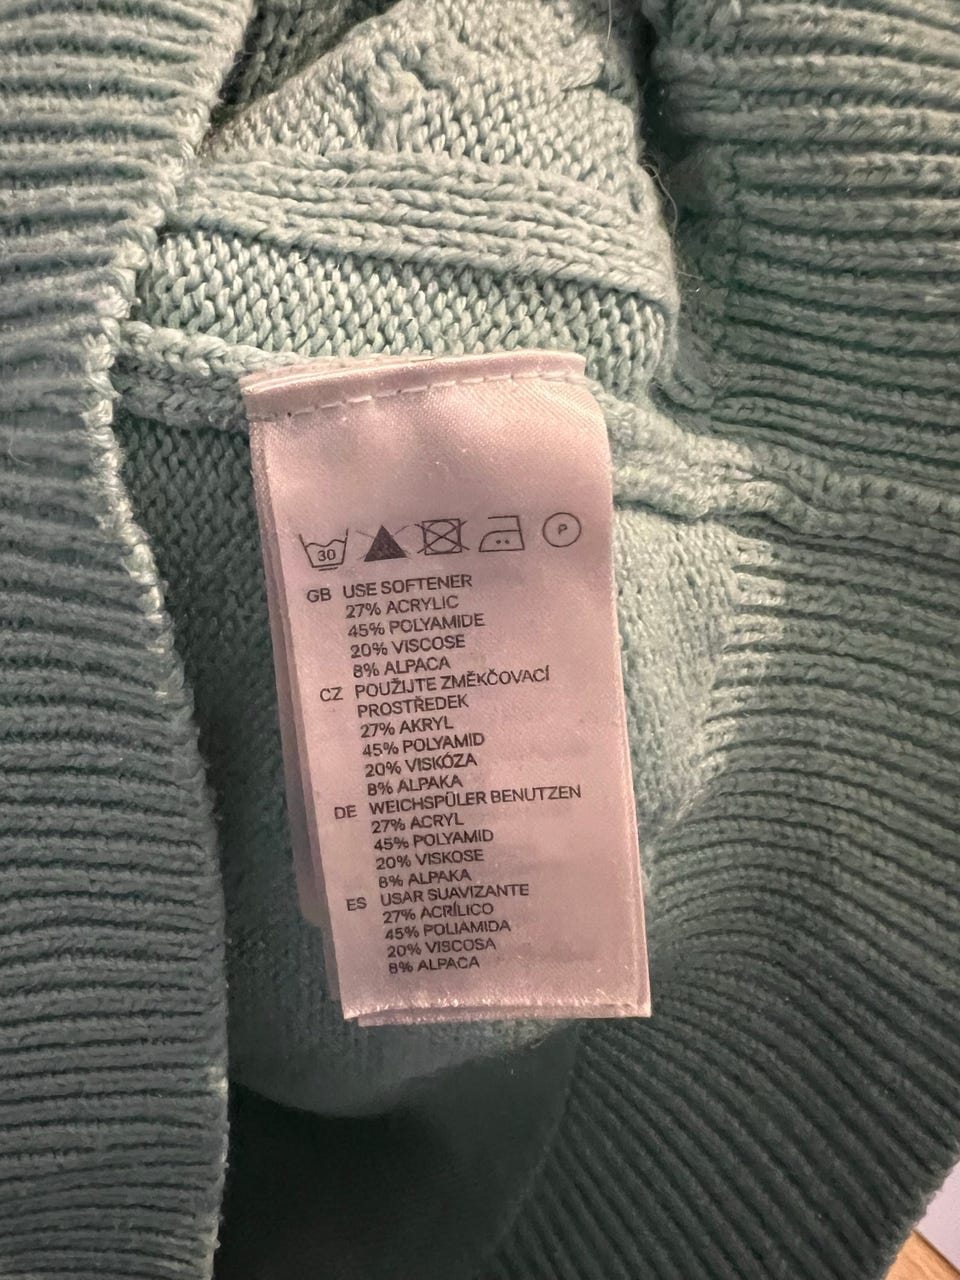 30 P
GB USE SOFTENER
27% ACRYLIC
45% POLYAMIDE
20% VISCOSE
8% ALPACA
CZ POUŽIJTE ZMĚKČOVACÍ
PROSTŘEDEK
27% AKRYL
45% POLYAMID
20% VISKÓZA
8% ALPAKA
DE WEICHSPÜLER BENUTZEN
27% ACRYL
45% POLYAMID
20% VISKOSE
8% ALPAKA
ES USAR SUAVIZANTE
27% ACRÍLICO
45% POLIAMIDA
20% VISCOSA
8% ALPACA